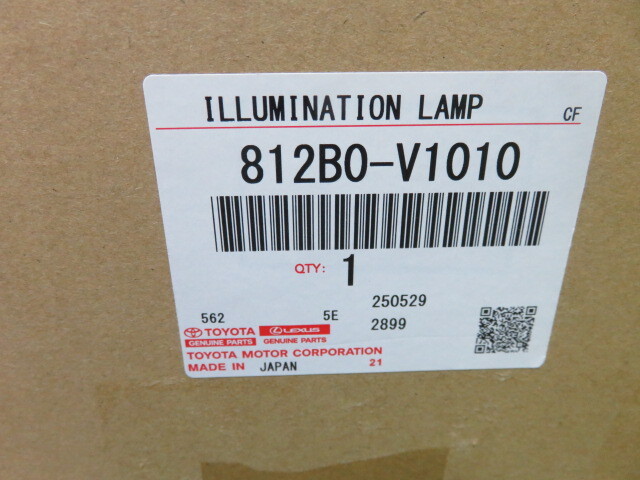 ILLUMINATION LAMP CF
812B0-V1010
QTY: 1
250529
562 5E 2899
TOYOTA LEXUS
GENUINE PARTS GENUINE PARTS
TOYOTA MOTOR CORPORATION
MADE IN JAPAN 21